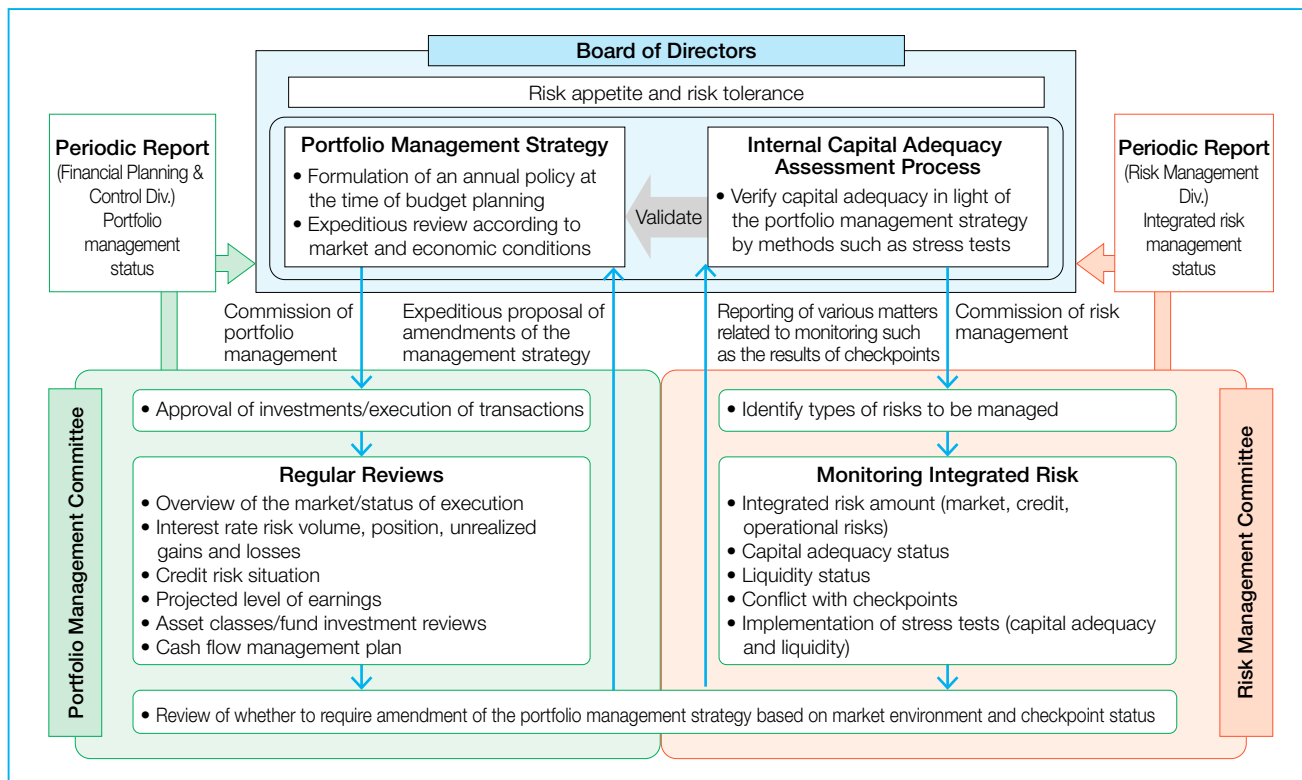 Board of Directors
Risk appetite and risk tolerance
Periodic Report
(Financial Planning &
Control Div.)
Portfolio
management
status
Portfolio Management Strategy
• Formulation of an annual policy at
the time of budget planning
• Expeditious review according to
market and economic conditions
Validate
Internal Capital Adequacy
Assessment Process
• Verify capital adequacy in light of
the portfolio management strategy
by methods such as stress tests
Periodic Report
(Risk Management
Div.)
Integrated risk
management
status
Commission of
portfolio
management
Expeditious proposal of
amendments of the
management strategy
Reporting of various matters
related to monitoring such
as the results of checkpoints
Commission of risk
management
Portfolio Management Committee
• Approval of investments/execution of transactions
Regular Reviews
• Overview of the market/status of execution
• Interest rate risk volume, position, unrealized
gains and losses
• Credit risk situation
• Projected level of earnings
• Asset classes/fund investment reviews
• Cash flow management plan
• Identify types of risks to be managed
Monitoring Integrated Risk
• Integrated risk amount (market, credit,
operational risks)
• Capital adequacy status
• Liquidity status
• Conflict with checkpoints
• Implementation of stress tests (capital adequacy
and liquidity)
Risk Management Committee
• Review of whether to require amendment of the portfolio management strategy based on market environment and checkpoint status